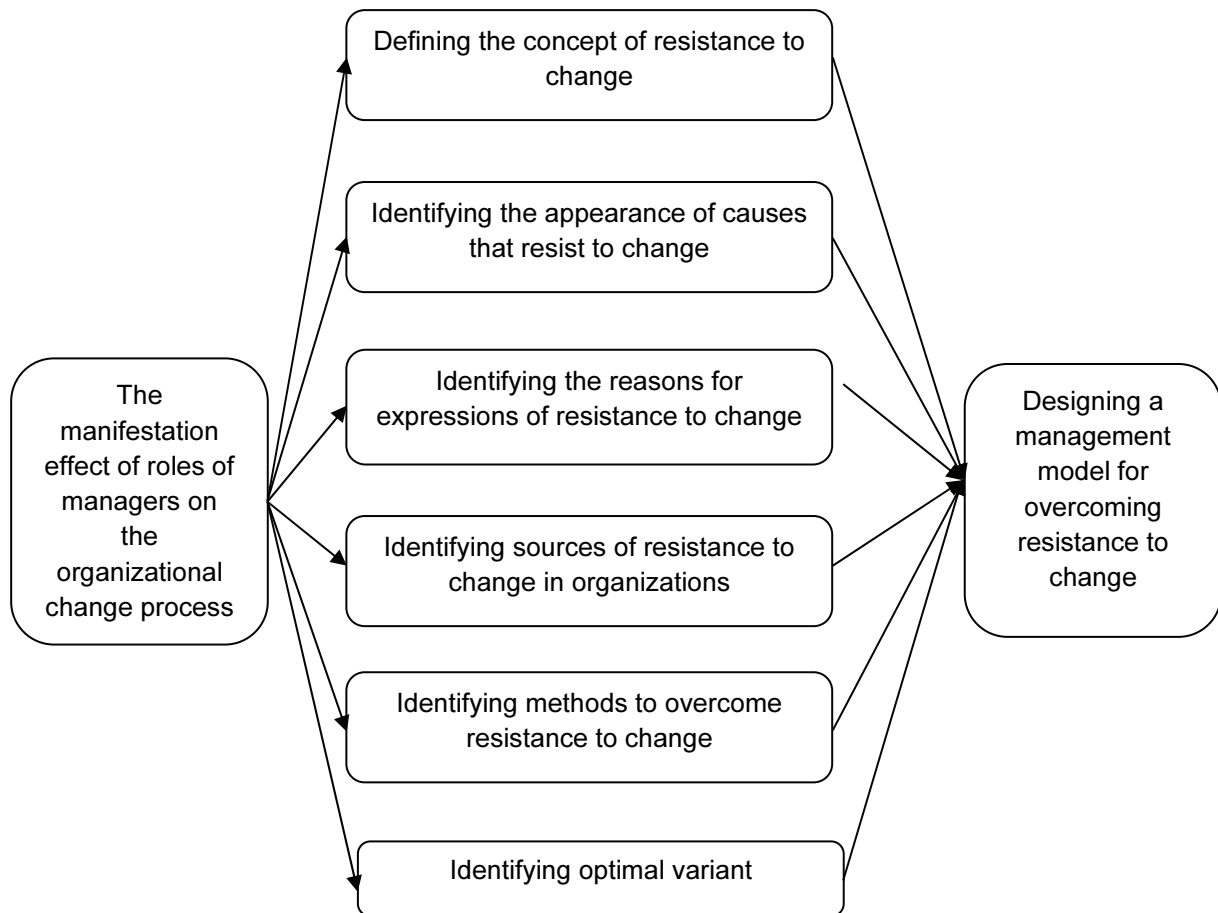 Defining the concept of resistance to
change
Identifying the appearance of causes
that resist to change
Identifying the reasons for
expressions of resistance to change
The
manifestation
effect of roles of
managers on
the
organizational
change process
Designing a
management
model for
overcoming
resistance to
change
Identifying sources of resistance to
change in organizations
Identifying methods to overcome
resistance to change
Identifying optimal variant